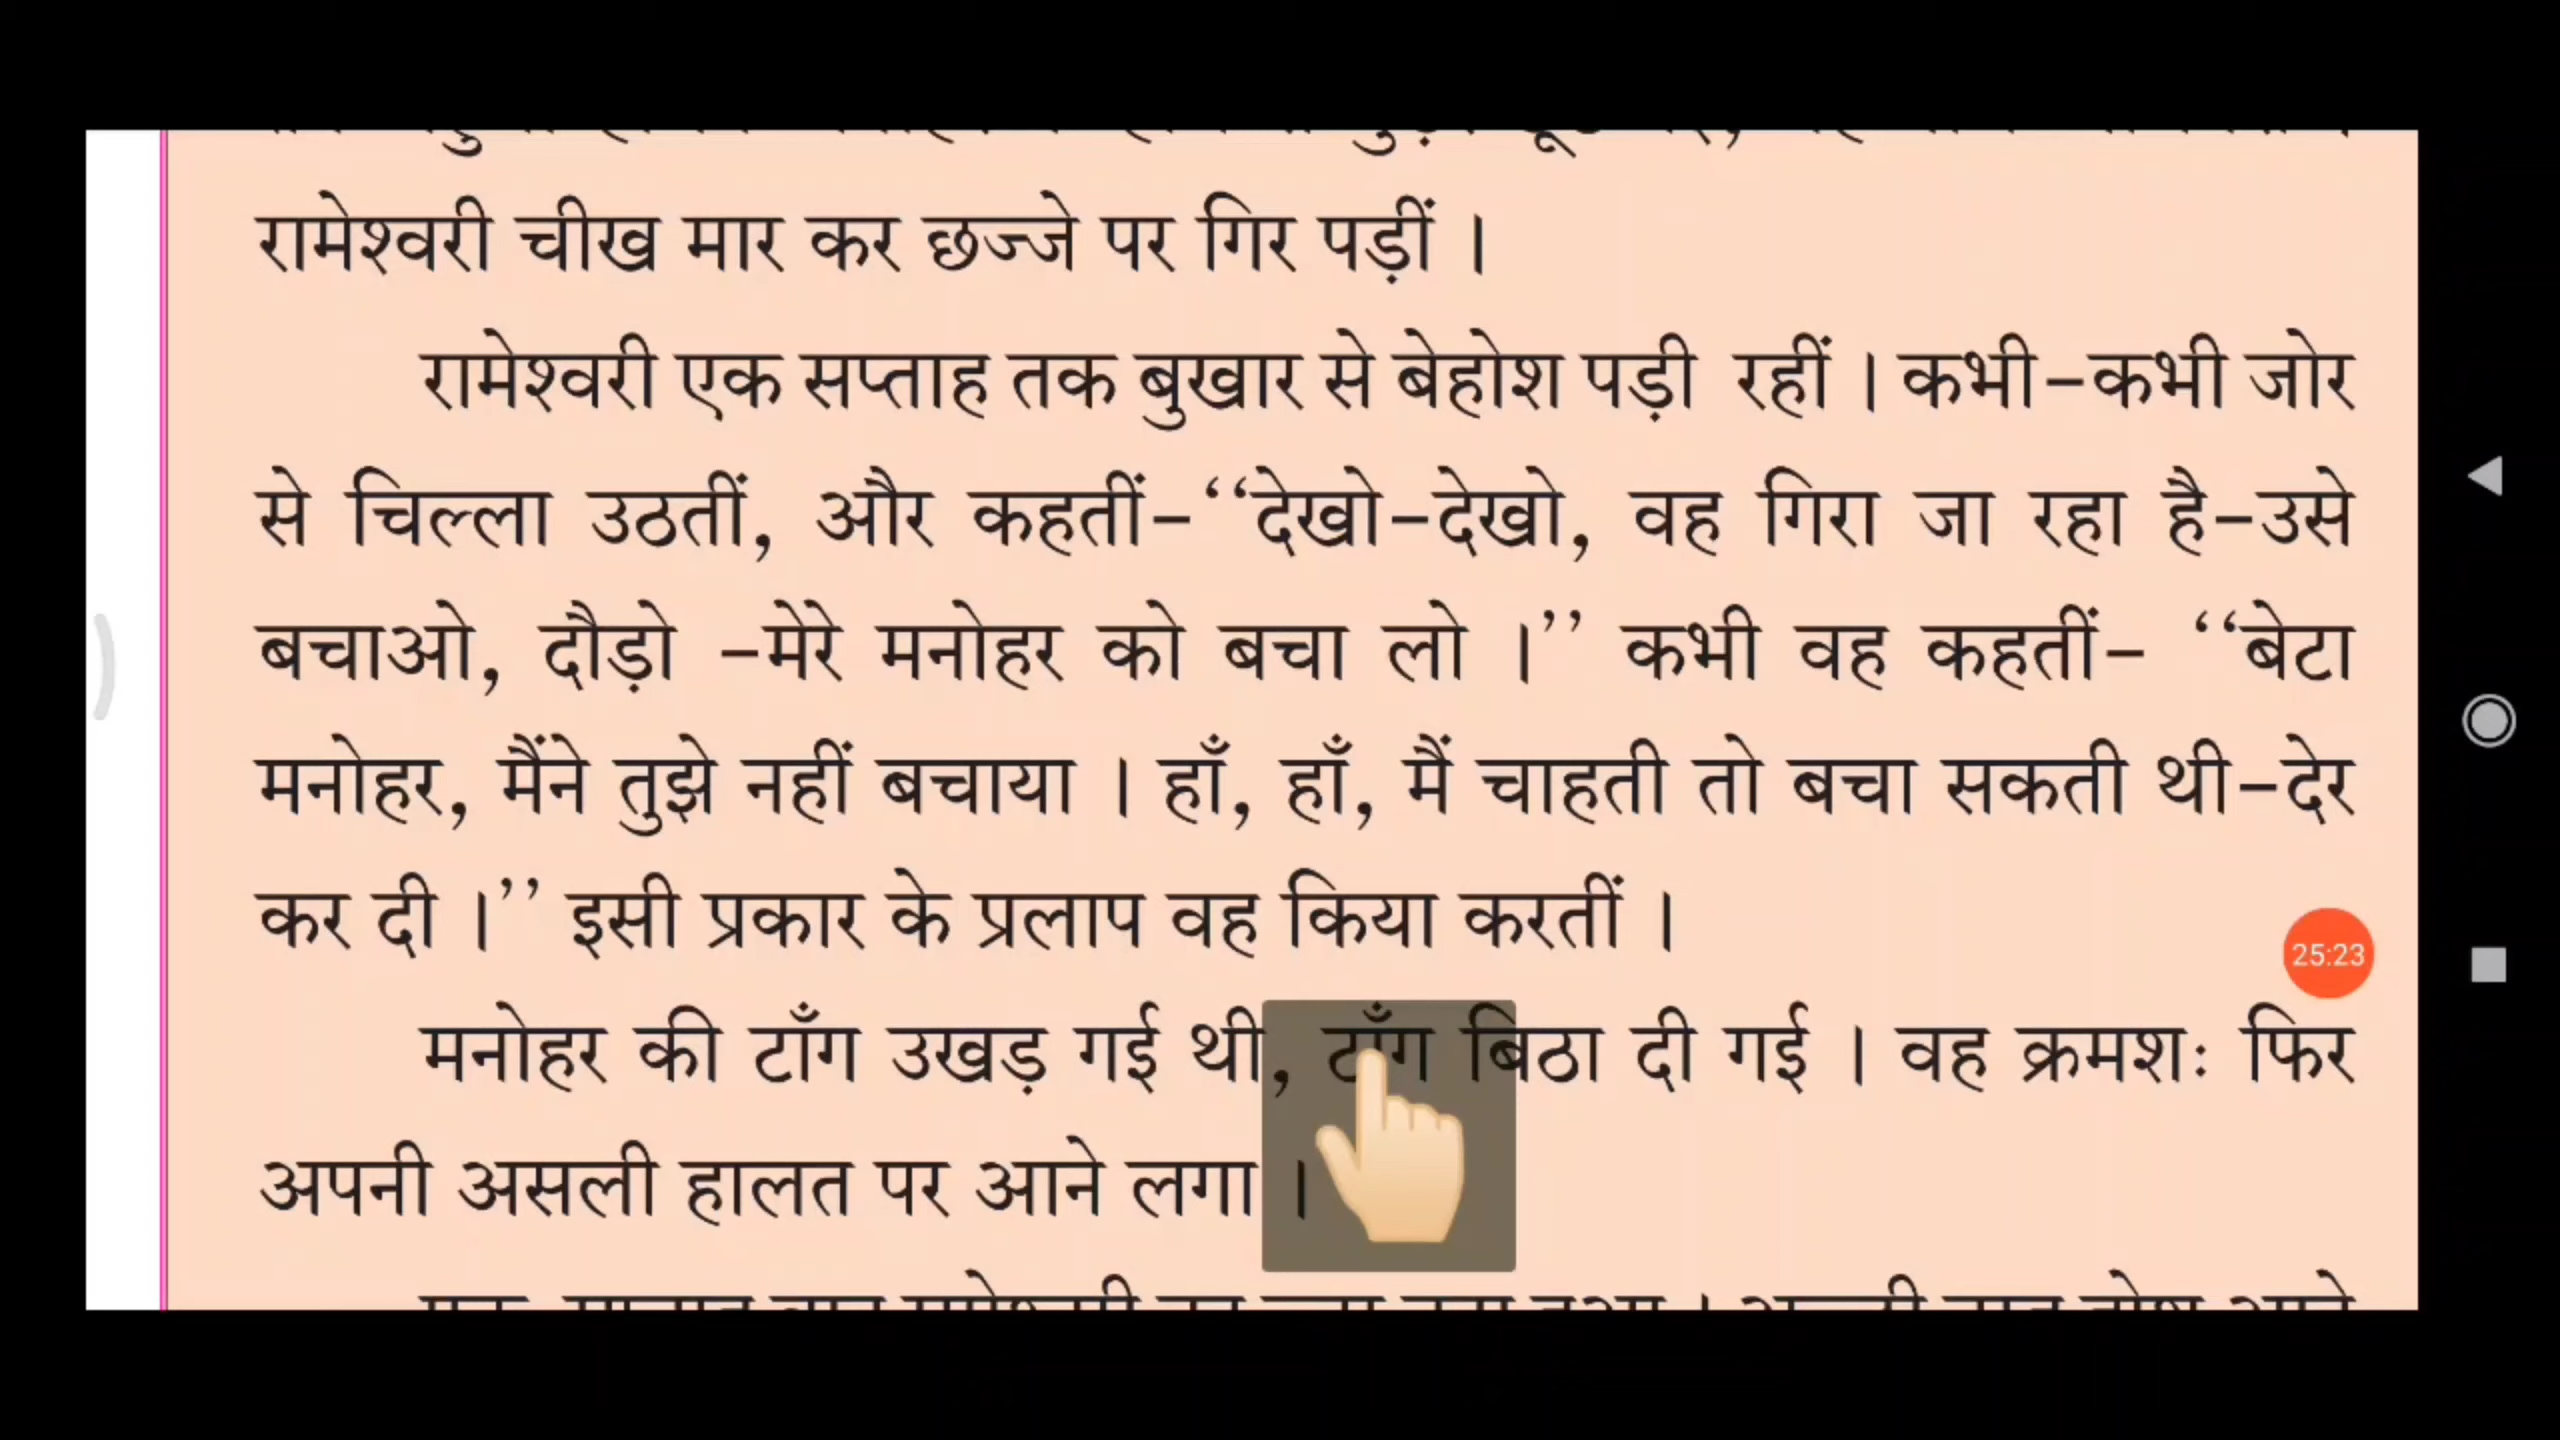 रामेश्वरी चीख मार कर छज्जे पर गिर पड़ीं ।
रामेश्वरी एक सप्ताह तक बुखार से बेहोश पड़ी रहीं । कभी-कभी जोर
से चिल्ला उठतीं, और कहतीं-‘‘देखो-देखो, वह गिरा जा रहा है-उसे
बचाओ, दौड़ो -मेरे मनोहर को बचा लो ।’’ कभी वह कहतीं- ‘‘बेटा
मनोहर, मैंने तुझे नहीं बचाया । हाँ, हाँ, मैं चाहती तो बचा सकती थी-देर
कर दी ।’’ इसी प्रकार के प्रलाप वह किया करतीं ।
25:23
मनोहर की टाँग उखड़ गई थी, टाँग बिठा दी गई । वह क्रमशः फिर
अपनी असली हालत पर आने लगा ।